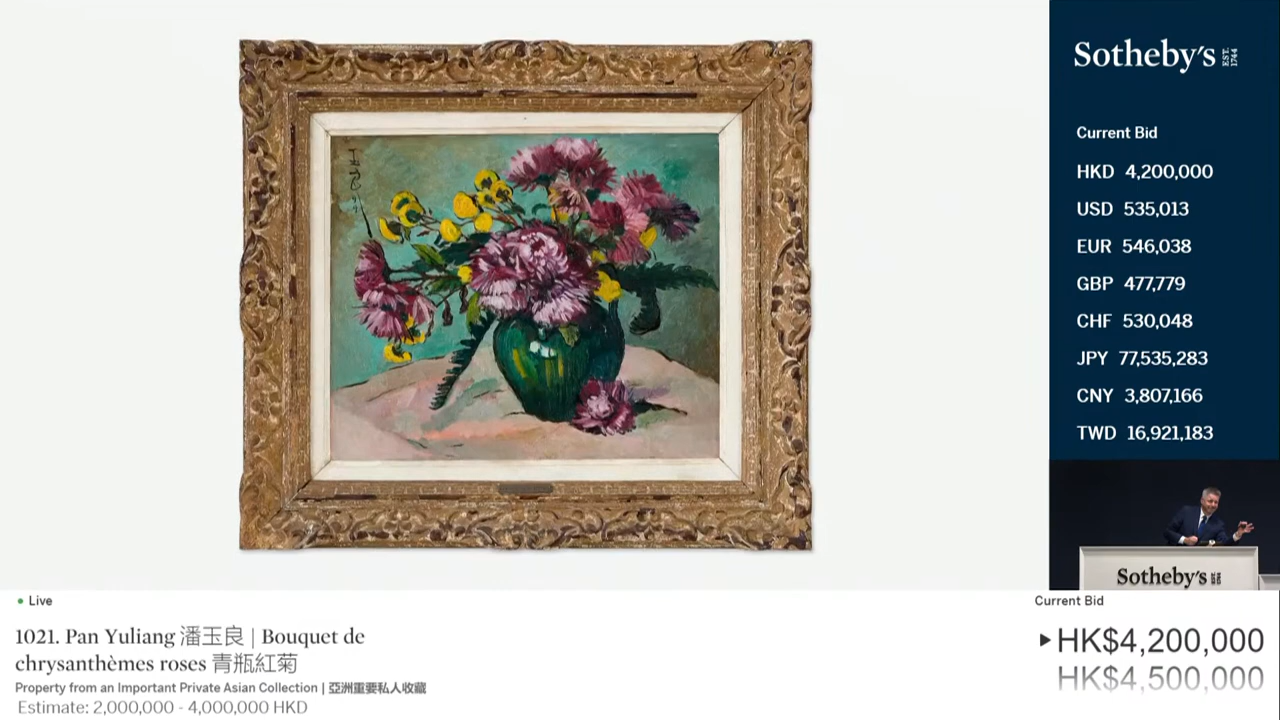 Sotheby's EST. 1744
Current Bid
HKD 4,200,000
USD 535,013
EUR 546,038
GBP 477,779
CHF 530,048
JPY 77,535,283
CNY 3,807,166
TWD 16,921,183
Sotheby's
Live
1021. Pan Yuliang 潘玉良 | Bouquet de
chrysanthèmes roses 青瓶紅菊
Property from an Important Private Asian Collection | 亞洲重要私人收藏
Estimate: 2,000,000 - 4,000,000 HKD
Current Bid
HK$4,200,000
HK$4,500,000